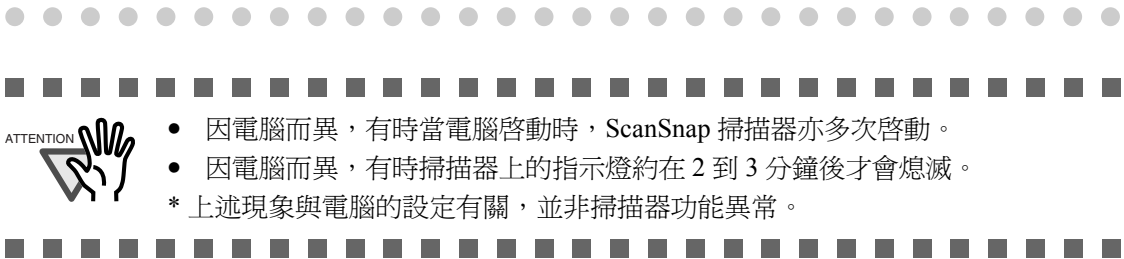 ATTENTION
● 因電腦而異，有時當電腦啓動時，ScanSnap 掃描器亦多次啓動。
● 因電腦而異，有時掃描器上的指示燈約在 2 到 3 分鐘後才會熄滅。
* 上述現象與電腦的設定有關，並非掃描器功能異常。